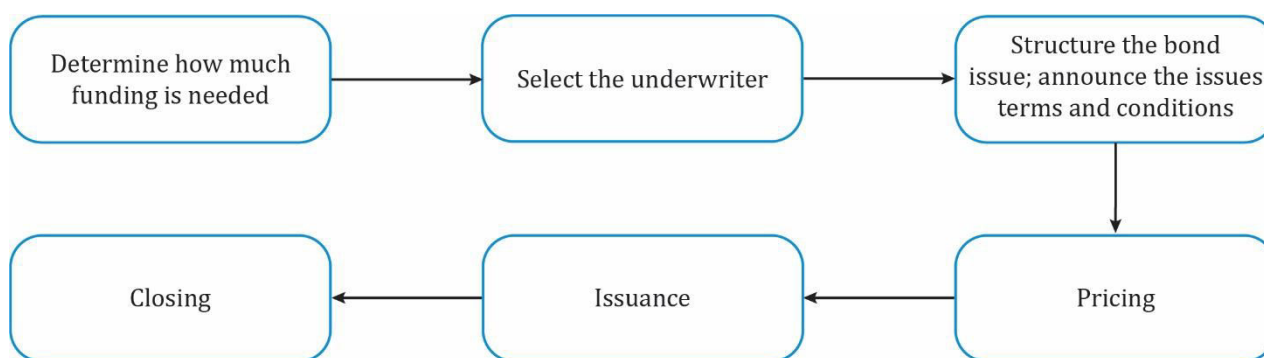 Determine how much
funding is needed
Select the underwriter
Structure the bond
issue; announce the issues
terms and conditions
Pricing
Issuance
Closing